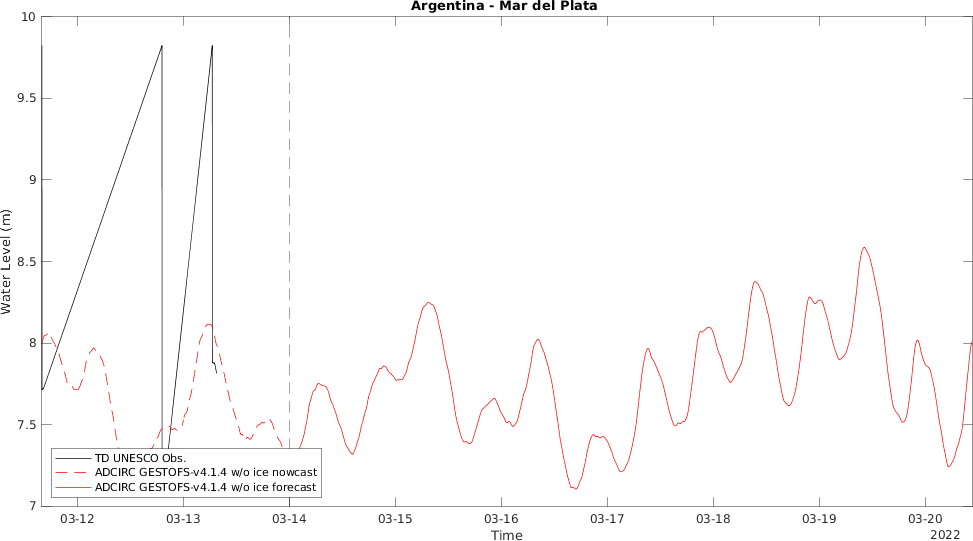 Argentina - Mar del Plata
10
9.5
9
8.5
8
7.5
7
Water Level (m)
TD UNESCO Obs.
ADCIRC GESTOFS-v4.1.4 w/o ice nowcast
ADCIRC GESTOFS-v4.1.4 w/o ice forecast
03-12 03-13 03-14 03-15 03-16 03-17 03-18 03-19 03-20
Time
2022